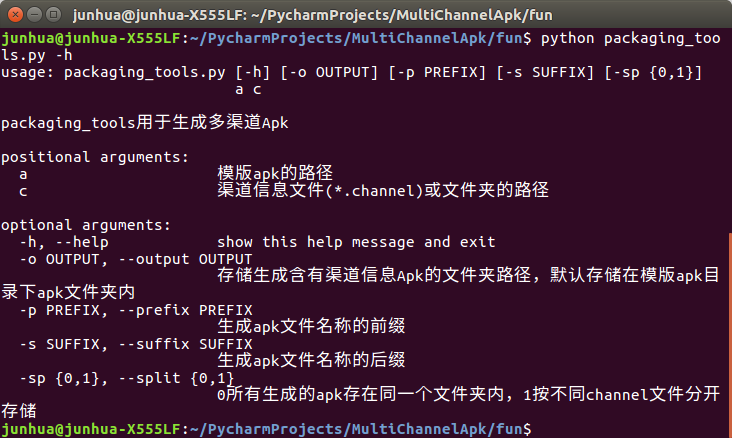 junhua@junhua-X555LF: ~/PycharmProjects/MultiChannelApk/fun
junhua@junhua-X555LF:~/PycharmProjects/MultiChannelApk/fun$ python packaging_too
ls.py -h
usage: packaging_tools.py [-h] [-o OUTPUT] [-p PREFIX] [-s SUFFIX] [-sp {0,1}]
a c
packaging_tools用于生成多渠道Apk
positional arguments:
a 模版apk的路径
c 渠道信息文件(*.channel)或文件夹的路径
optional arguments:
-h, --help show this help message and exit
-o OUTPUT, --output OUTPUT
存储生成含有渠道信息Apk的文件夹路径，默认存储在模版apk目
录下apk文件夹内
-p PREFIX, --prefix PREFIX
生成apk文件名称的前缀
-s SUFFIX, --suffix SUFFIX
生成apk文件名称的后缀
-sp {0,1}, --split {0,1}
0所有生成的apk存在同一个文件夹内，1按不同channel文件分开
存储
junhua@junhua-X555LF:~/PycharmProjects/MultiChannelApk/fun$